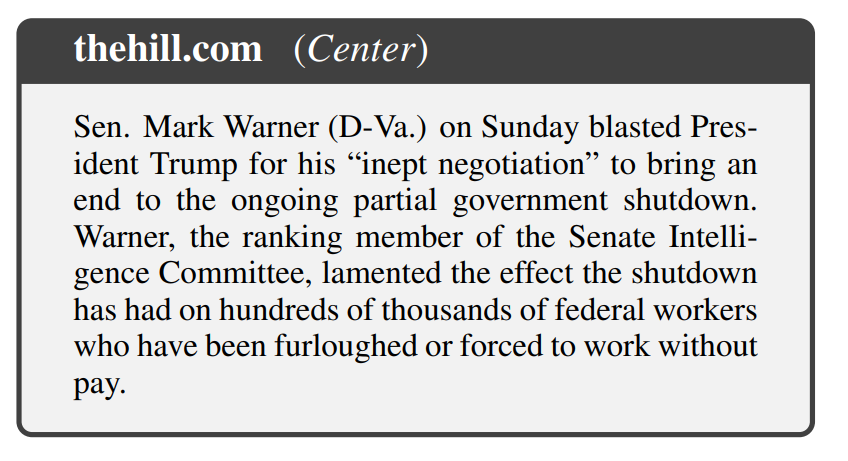 thehill.com (Center)
Sen. Mark Warner (D-Va.) on Sunday blasted Pres-
ident Trump for his “inept negotiation” to bring an
end to the ongoing partial government shutdown.
Warner, the ranking member of the Senate Intelli-
gence Committee, lamented the effect the shutdown
has had on hundreds of thousands of federal workers
who have been furloughed or forced to work without
pay.